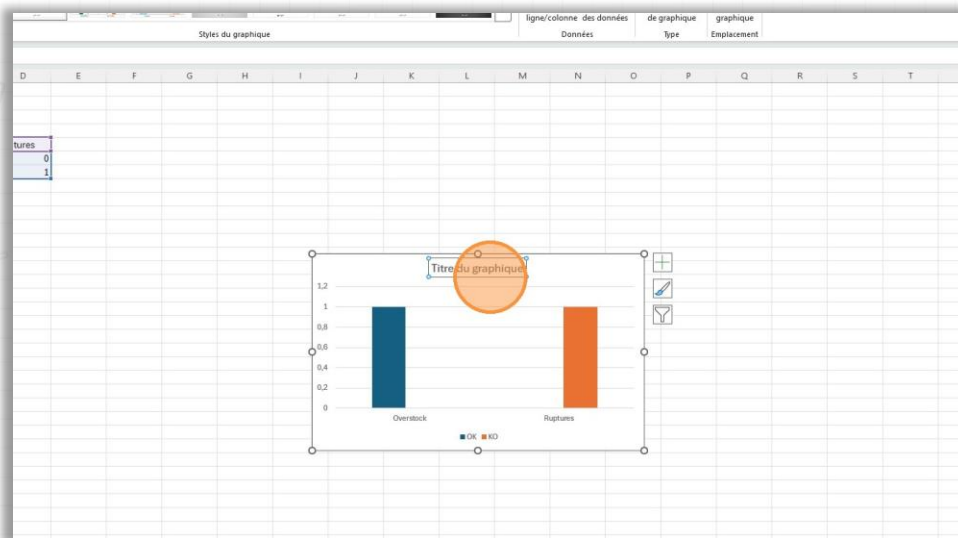 ligne/colonne des données
de graphique
graphique
Styles du graphique
Données
Type
Emplacement
D E F G H I J K L M N O P Q R S T
tures
0
1
Titre du graphique
1,2
1
0,8
0,6
0,4
0,2
0
Overstock
Ruptures
OK KO